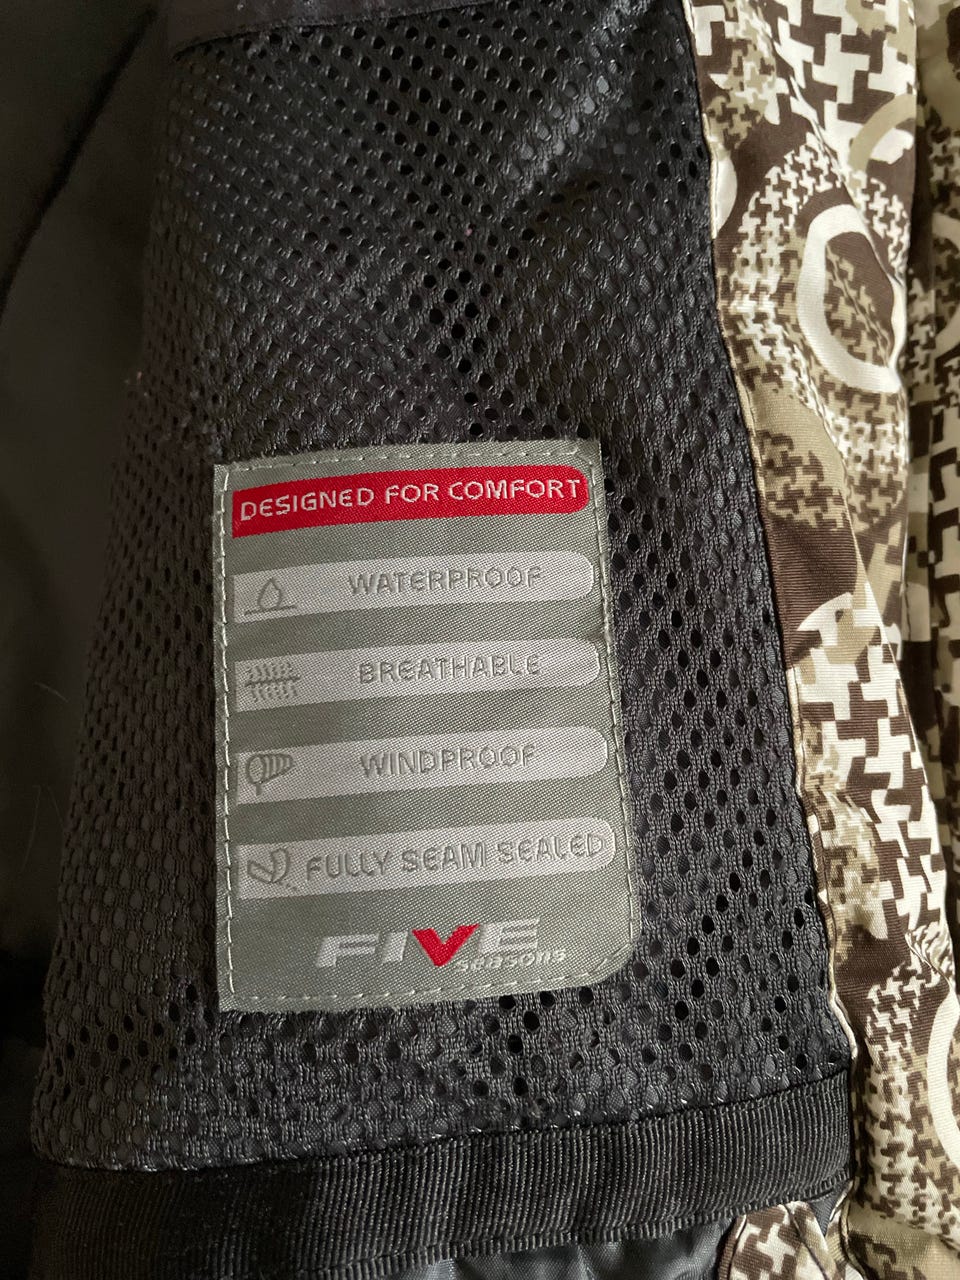 DESIGNED FOR COMFORT
WATERPROOF
BREATHABLE
WINDPROOF
FULLY SEAM SEALED
FIVE
seasons